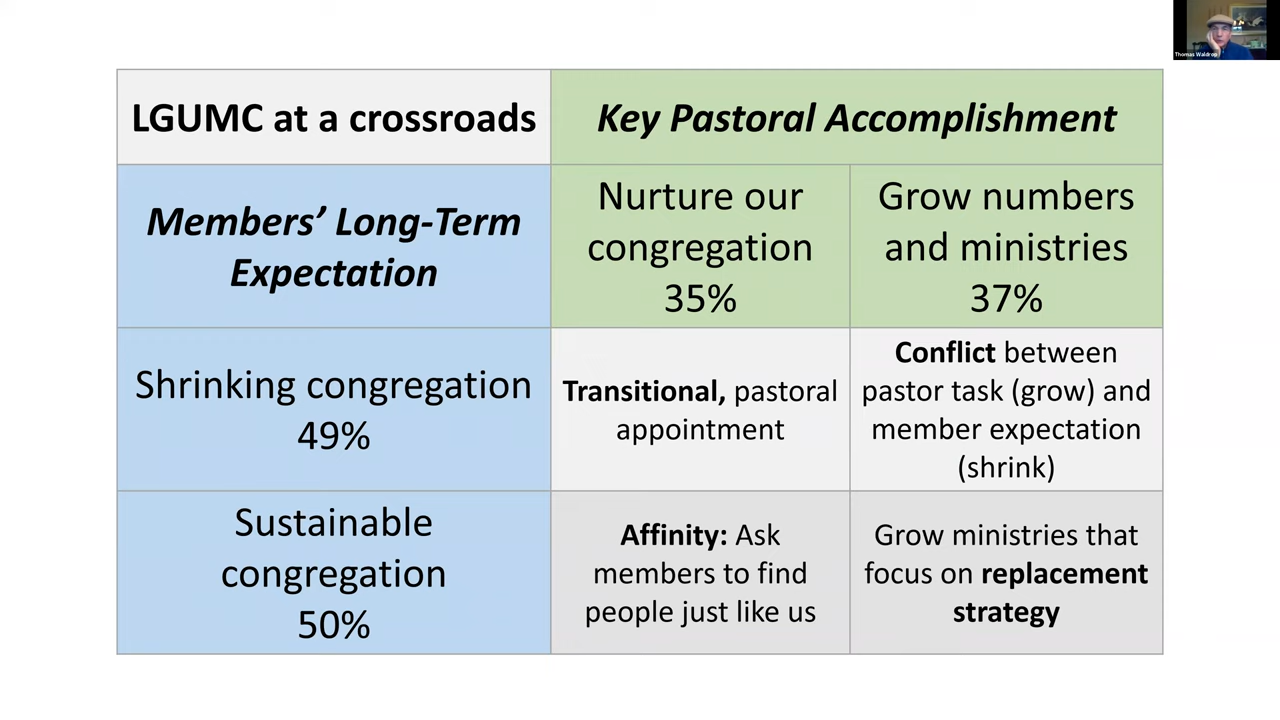 Thomas Waldrop
LGUMC at a crossroads
Key Pastoral Accomplishment
Members’ Long-Term
Expectation
Nurture our
congregation
35%
Grow numbers
and ministries
37%
Shrinking congregation
49%
Transitional, pastoral
appointment
Conflict between
pastor task (grow) and
member expectation
(shrink)
Sustainable
congregation
50%
Affinity: Ask
members to find
people just like us
Grow ministries that
focus on replacement
strategy